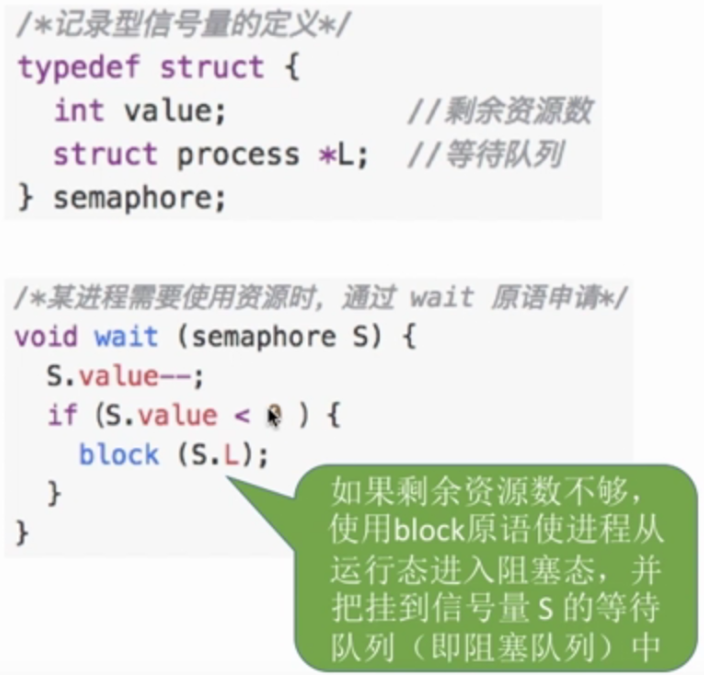 /*记录型信号量的定义*/
typedef struct {
int value; //剩余资源数
struct process *L; //等待队列
} semaphore;
/*某进程需要使用资源时，通过 wait 原语申请*/
void wait (semaphore S) {
S.value--;
if (S.value < ) {
block (S.L);
}
}
如果剩余资源数不够，
使用block原语使进程从
运行态进入阻塞态，并
把挂到信号量 S 的等待
队列（即阻塞队列）中